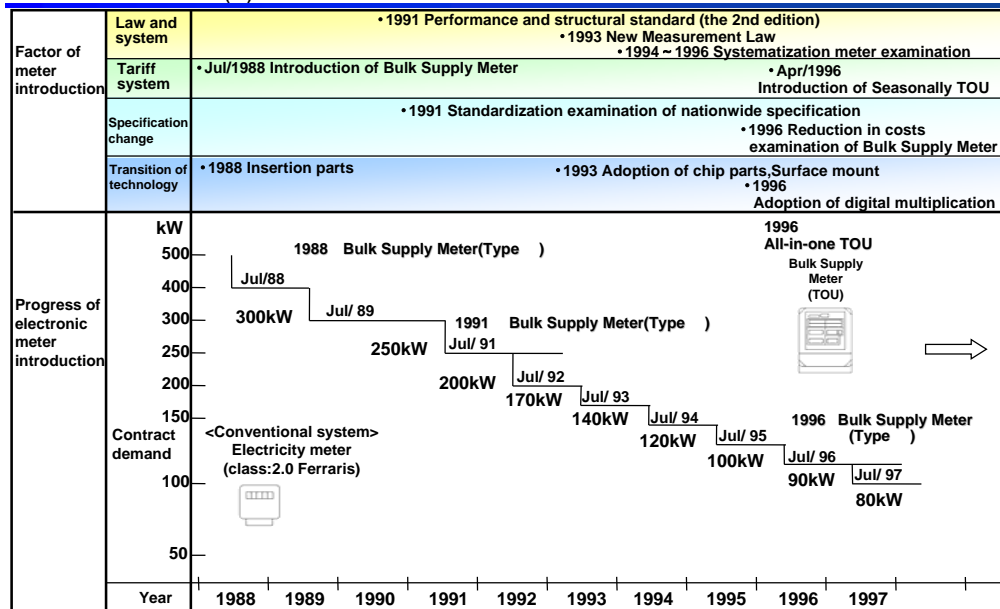 Factor of
meter
introduction
Law and
system
• 1991 Performance and structural standard (the 2nd edition)
• 1993 New Measurement Law
• 1994 ~ 1996 Systematization meter examination
Tariff
system
• Jul/1988 Introduction of Bulk Supply Meter
• Apr/1996
Introduction of Seasonally TOU
Specification
change
• 1991 Standardization examination of nationwide specification
• 1996 Reduction in costs
examination of Bulk Supply Meter
Transition of
technology
• 1988 Insertion parts
• 1993 Adoption of chip parts,Surface mount
• 1996
Adoption of digital multiplication
Progress of
electronic
meter
introduction
kW
500
400
300
250
200
150
100
50
Contract
demand
1988 Bulk Supply Meter(Type )
Jul/88
300kW
Jul/ 89
250kW
1991 Bulk Supply Meter(Type )
Jul/ 91
200kW
Jul/ 92
170kW
Jul/ 93
140kW
Jul/ 94
120kW
Jul/ 95
100kW
Jul/ 96
90kW
Jul/ 97
80kW
1996
All-in-one TOU
Bulk Supply
Meter
(TOU)
1996 Bulk Supply Meter
(Type )
<Conventional system>
Electricity meter
(class:2.0 Ferraris)
Year
1988 1989 1990 1991 1992 1993 1994 1995 1996 1997